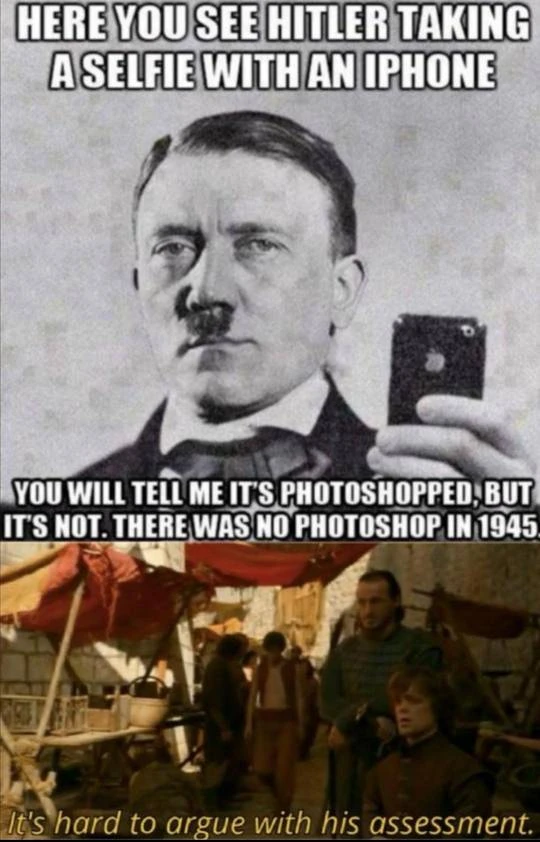 HERE YOU SEE HITLER TAKING
A SELFIE WITH AN IPHONE
YOU WILL TELL ME IT'S PHOTOSHOPPED, BUT
IT'S NOT. THERE WAS NO PHOTOSHOP IN 1945.
It's hard to argue with his assessment.